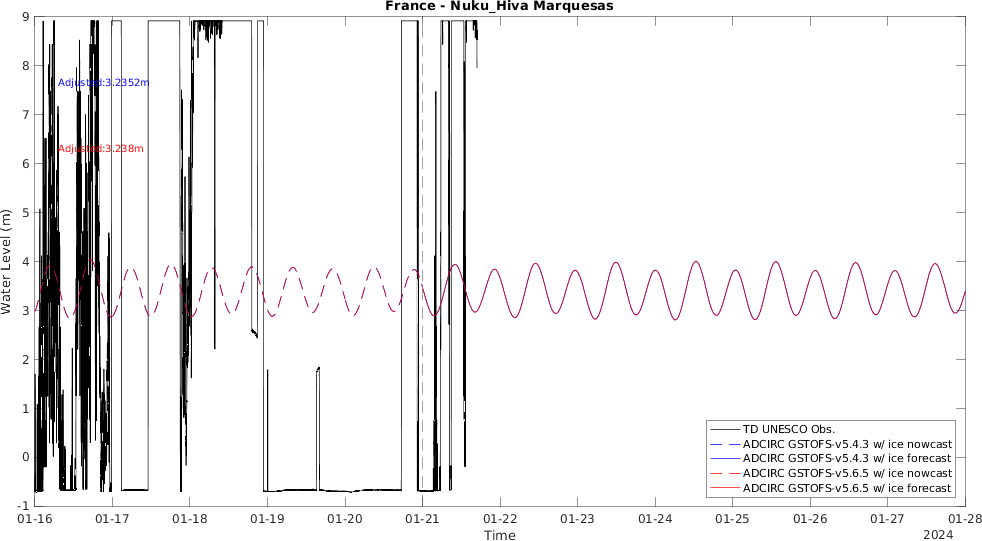 France - Nuku_Hiva Marquesas
9
8
7
6
5
4
3
2
1
0
-1
Water Level (m)
Adjusted:3.2352m
Adjusted:3.238m
TD UNESCO Obs.
ADCIRC GSTOFS-v5.4.3 w/ ice nowcast
ADCIRC GSTOFS-v5.4.3 w/ ice forecast
ADCIRC GSTOFS-v5.6.5 w/ ice nowcast
ADCIRC GSTOFS-v5.6.5 w/ ice forecast
01-16 01-17 01-18 01-19 01-20 01-21 01-22 01-23 01-24 01-25 01-26 01-27 01-28
Time
2024